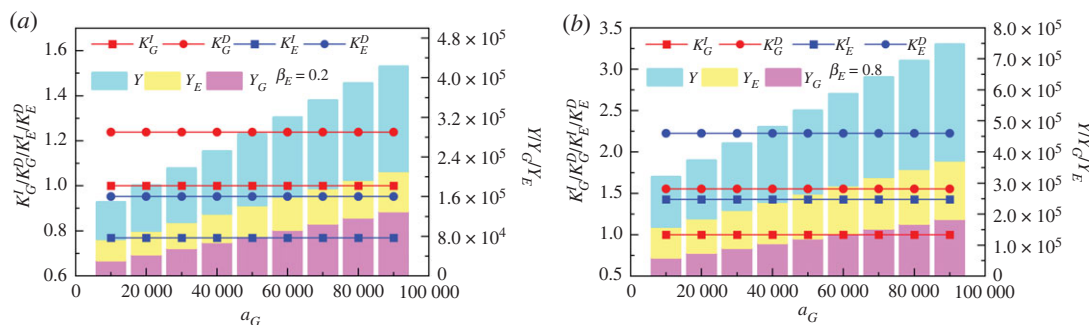 (a)
1.6
1.4
1.2
1.0
0.8
0.6
K_G^I/K_G^D/K_E^I/K_E^D
K_G^I K_G^D K_E^I K_E^D
Y Y_E Y_G β_E = 0.2
4.8 × 10^5
4.0 × 10^5
3.2 × 10^5
2.4 × 10^5
1.6 × 10^5
8.0 × 10^4
0
Y/Y_G/Y_E
0 20 000 40 000 60 000 80 000 100 000
a_G
(b)
3.5
3.0
2.5
2.0
1.5
1.0
0.5
K_G^I/K_G^D/K_E^I/K_E^D
K_G^I K_G^D K_E^I K_E^D
Y Y_E Y_G β_E = 0.8
8.0 × 10^5
7.0 × 10^5
6.0 × 10^5
5.0 × 10^5
4.0 × 10^5
3.0 × 10^5
2.0 × 10^5
1.0 × 10^5
0
Y/Y_G/Y_E
0 20 000 40 000 60 000 80 000 100 000
a_G